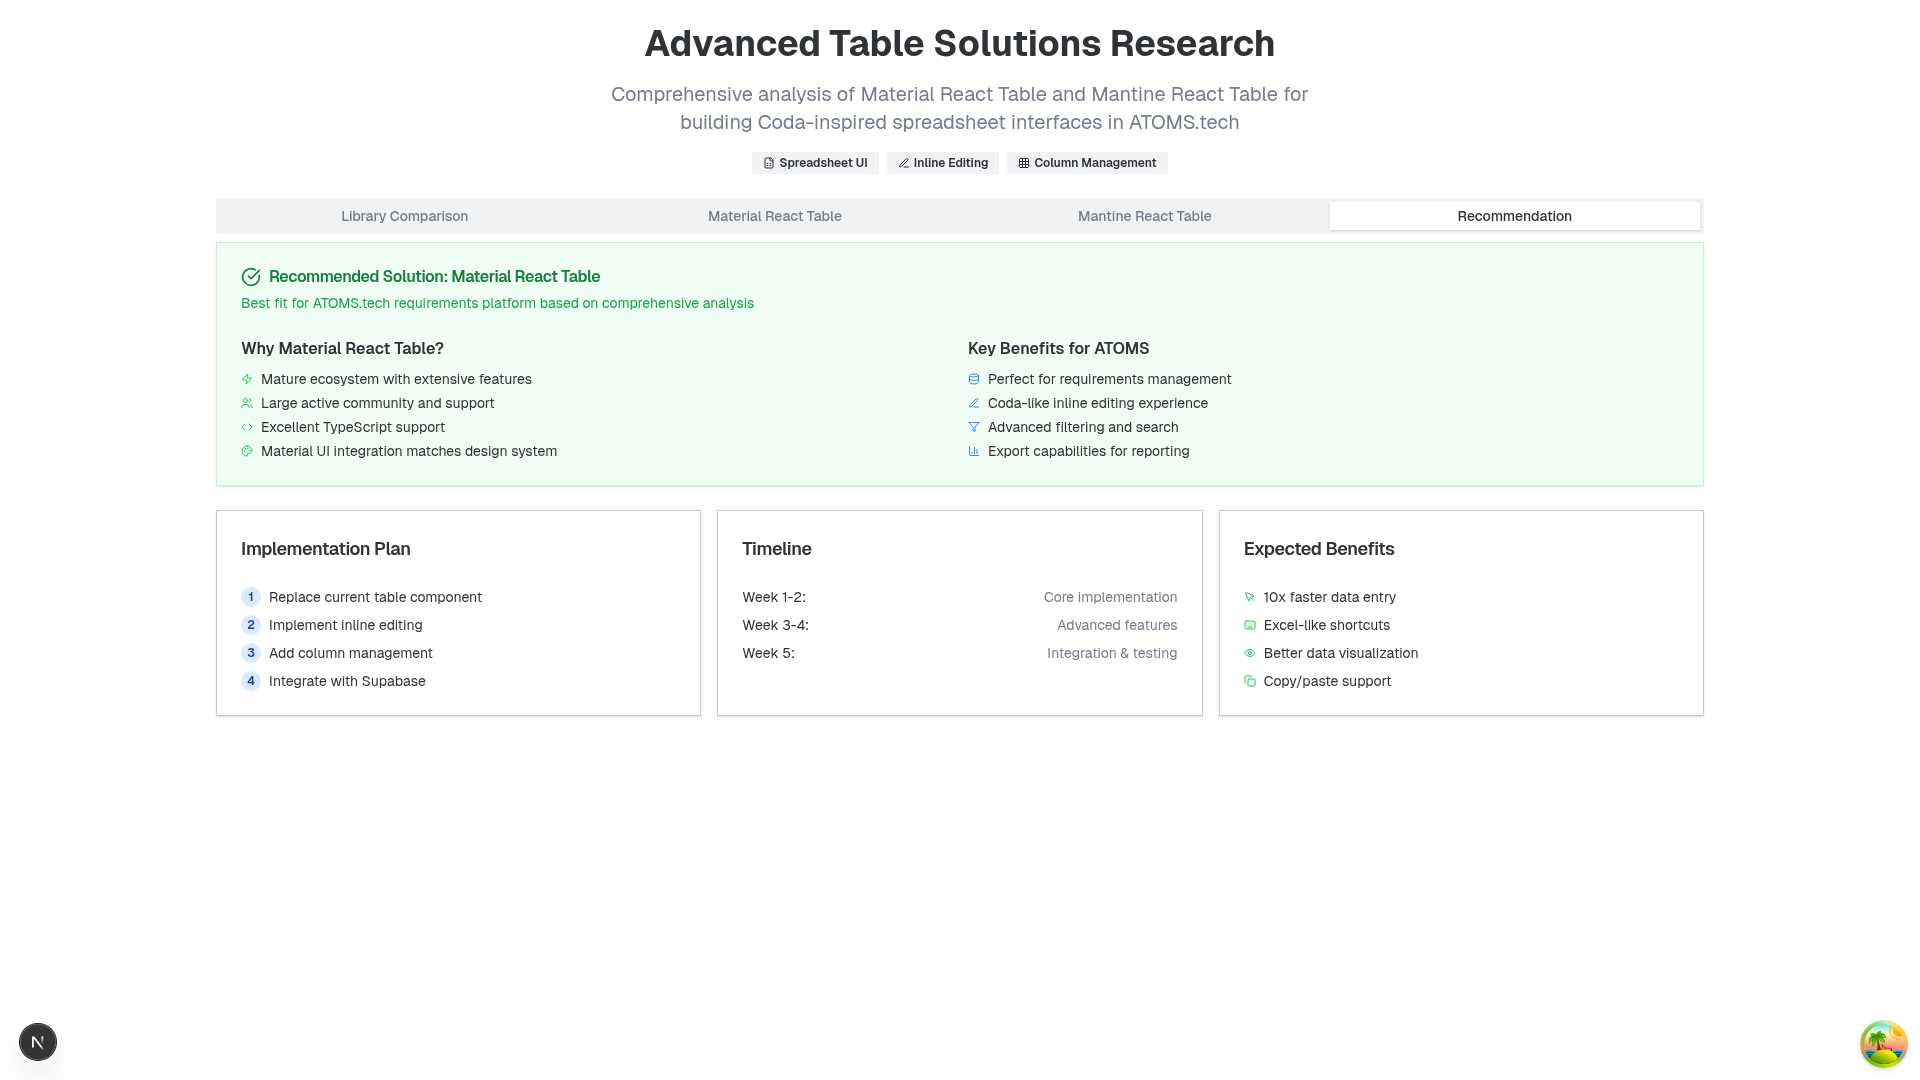 Advanced Table Solutions Research
Comprehensive analysis of Material React Table and Mantine React Table for
building Coda-inspired spreadsheet interfaces in ATOMS.tech
Spreadsheet UI
Inline Editing
Column Management
Library Comparison
Material React Table
Mantine React Table
Recommendation
Recommended Solution: Material React Table
Best fit for ATOMS.tech requirements platform based on comprehensive analysis
Why Material React Table?
Mature ecosystem with extensive features
Large active community and support
Excellent TypeScript support
Material UI integration matches design system
Key Benefits for ATOMS
Perfect for requirements management
Coda-like inline editing experience
Advanced filtering and search
Export capabilities for reporting
Implementation Plan
1 Replace current table component
2 Implement inline editing
3 Add column management
4 Integrate with Supabase
Timeline
Week 1-2: Core implementation
Week 3-4: Advanced features
Week 5: Integration & testing
Expected Benefits
10x faster data entry
Excel-like shortcuts
Better data visualization
Copy/paste support
N